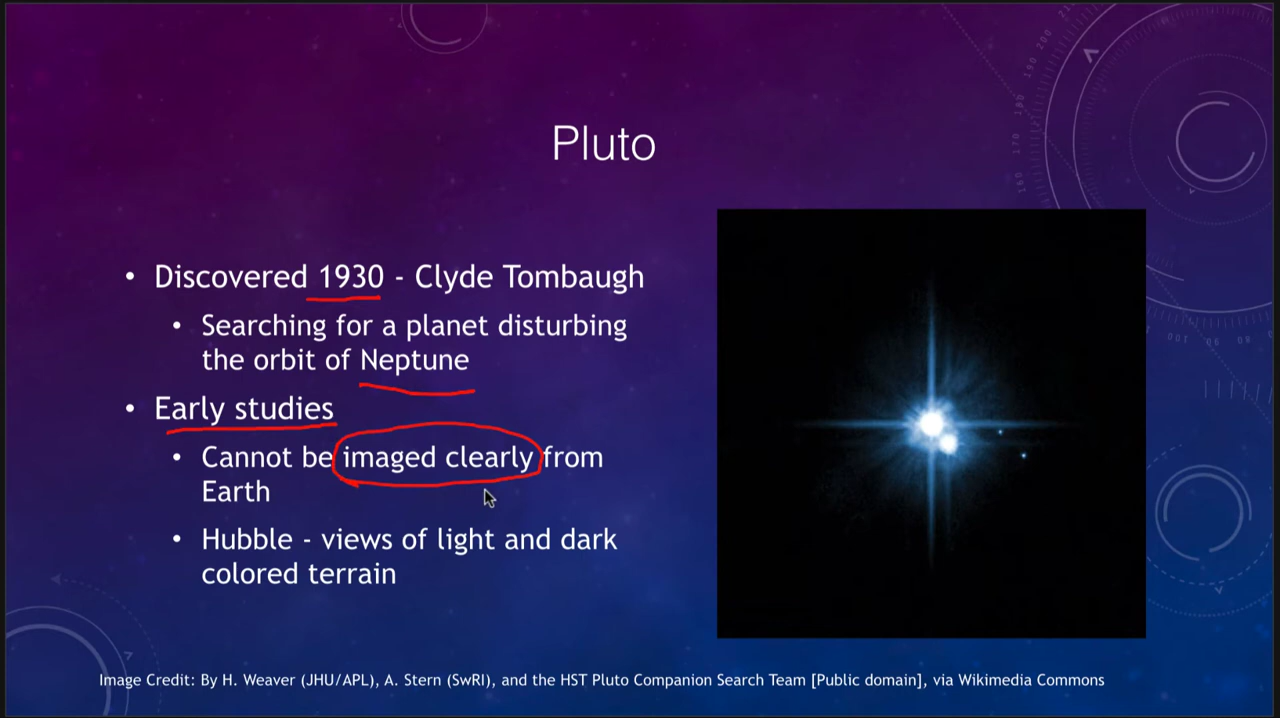 Pluto
• Discovered 1930 - Clyde Tombaugh
• Searching for a planet disturbing
the orbit of Neptune
• Early studies
• Cannot be imaged clearly from
Earth
• Hubble - views of light and dark
colored terrain
Image Credit: By H. Weaver (JHU/APL), A. Stern (SwRI), and the HST Pluto Companion Search Team [Public domain], via Wikimedia Commons